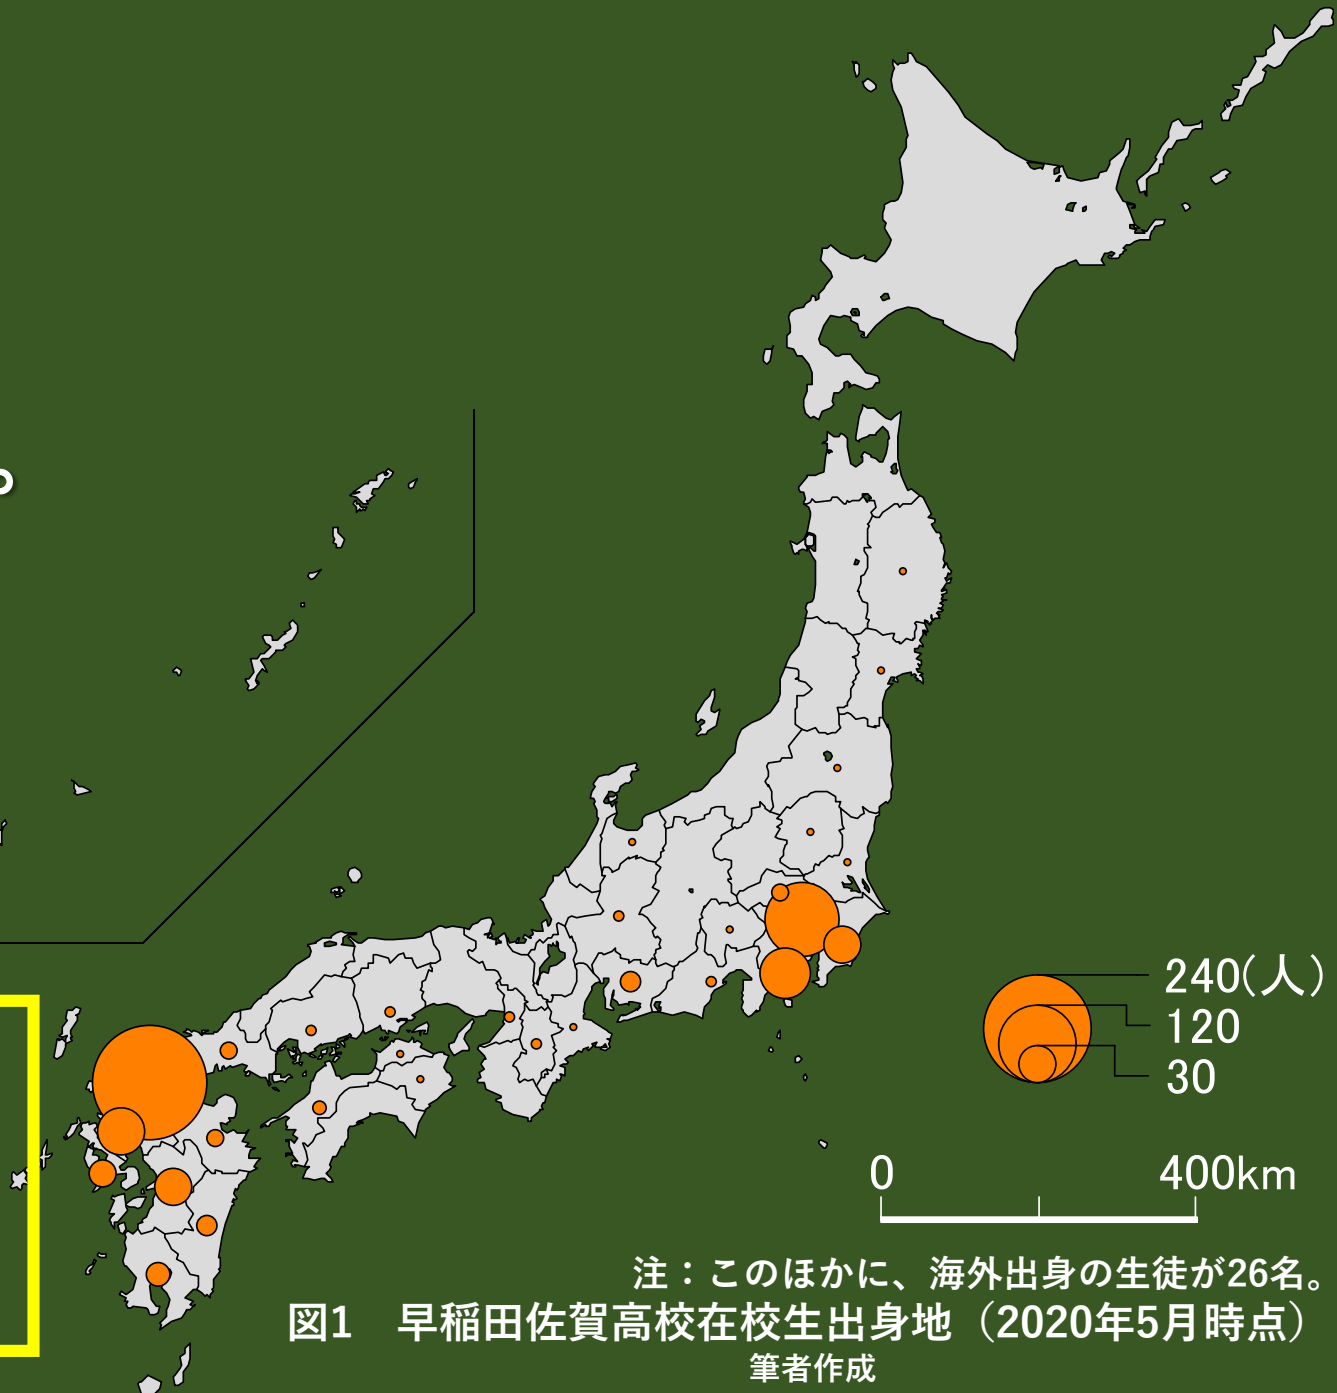 。
240(人)
120
30
0 400km
注：このほかに、海外出身の生徒が26名。
図1　早稲田佐賀高校在校生出身地（2020年5月時点）
筆者作成